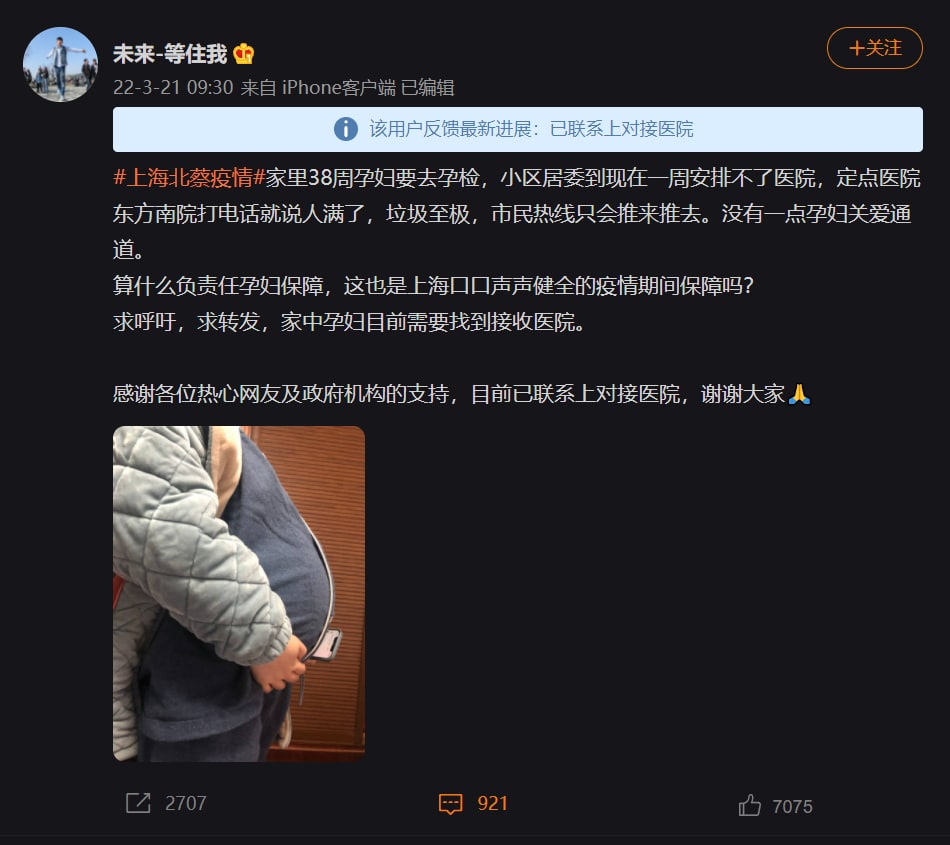 未来-等住我
+关注
22-3-21 09:30 来自 iPhone客户端 已编辑
该用户反馈最新进展：已联系上对接医院
#上海北蔡疫情#家里38周孕妇要去孕检，小区居委到现在一周安排不了医院，定点医院
东方南院打电话就说人满了，垃圾至极，市民热线只会推来推去。没有一点孕妇关爱通
道。
算什么负责任孕妇保障，这也是上海口口声声健全的疫情期间保障吗？
求呼吁，求转发，家中孕妇目前需要找到接收医院。
感谢各位热心网友及政府机构的支持，目前已联系上对接医院，谢谢大家🙏
2707
921
7075